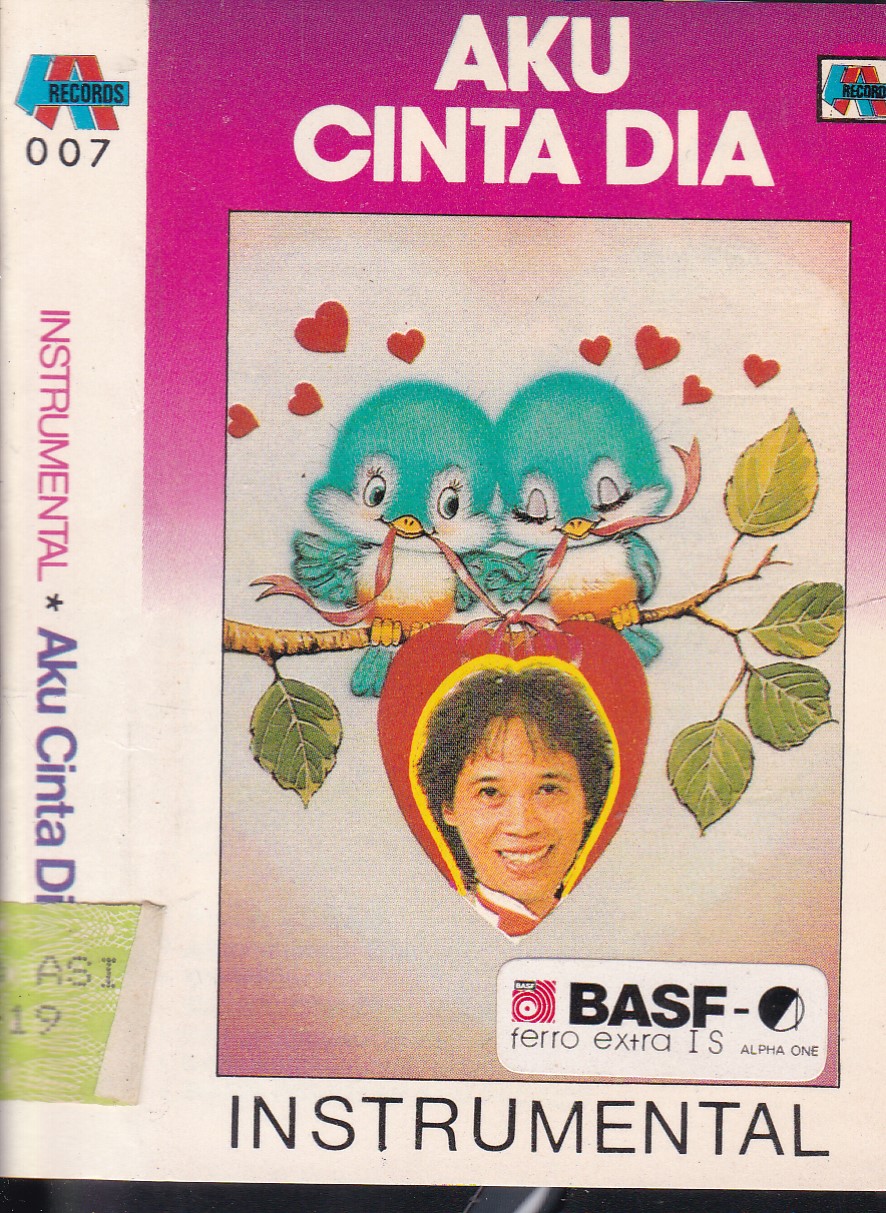 AA RECORDS
007
INSTRUMENTAL * Aku Cinta Di
ASI
19
AKU
CINTA DIA
RECORDS
BASF
BASF-
ferro extra I S
ALPHA ONE
INSTRUMENTAL